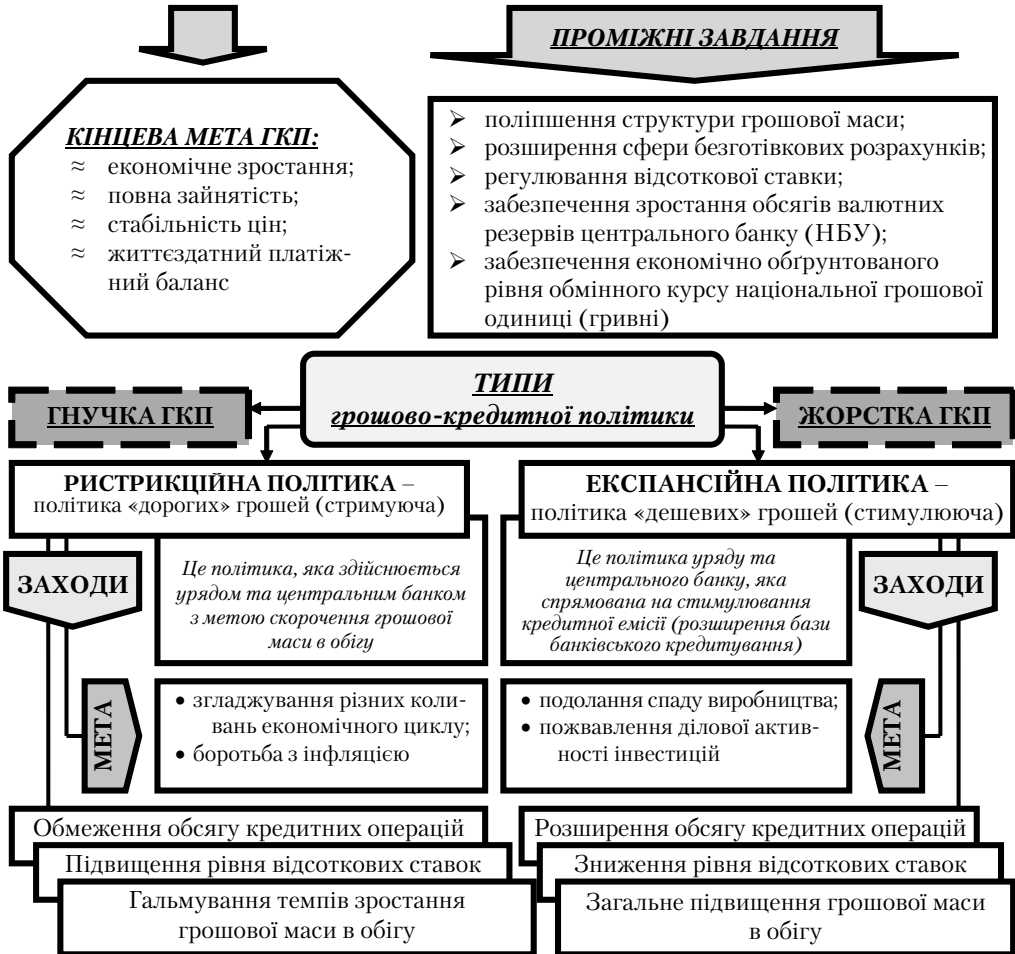 ПРОМІЖНІ ЗАВДАННЯ
КІНЦЕВА МЕТА ГКП:
≈ економічне зростання;
≈ повна зайнятість;
≈ стабільність цін;
≈ життєздатний платіж-
ний баланс
➢ поліпшення структури грошової маси;
➢ розширення сфери безготівкових розрахунків;
➢ регулювання відсоткової ставки;
➢ забезпечення зростання обсягів валютних
резервів центрального банку (НБУ);
➢ забезпечення економічно обґрунтованого
рівня обмінного курсу національної грошової
одиниці (гривні)
ТИПИ
грошово-кредитної політики
ГНУЧКА ГКП
ЖОРСТКА ГКП
РИСТРИКЦІЙНА ПОЛІТИКА –
політика «дорогих» грошей (стримуюча)
ЕКСПАНСІЙНА ПОЛІТИКА –
політика «дешевих» грошей (стимулююча)
ЗАХОДИ
Це політика, яка здійснюється
урядом та центральним банком
з метою скорочення грошової
маси в обігу
Це політика уряду та
центрального банку, яка
спрямована на стимулювання
кредитної емісії (розширення бази
банківського кредитування)
ЗАХОДИ
МЕТА
• згладжування різних коли-
вань економічного циклу;
• боротьба з інфляцією
• подолання спаду виробництва;
• пожвавлення ділової актив-
ності інвестицій
МЕТА
Обмеження обсягу кредитних операцій
Підвищення рівня відсоткових ставок
Гальмування темпів зростання
грошової маси в обігу
Розширення обсягу кредитних операцій
Зниження рівня відсоткових ставок
Загальне підвищення грошової маси
в обігу